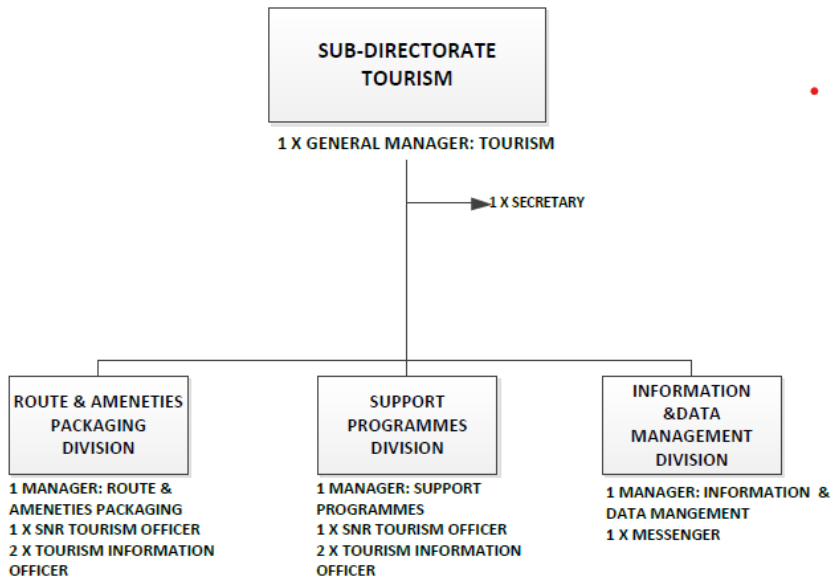 SUB-DIRECTORATE
TOURISM
1 X GENERAL MANAGER: TOURISM
1 X SECRETARY
ROUTE & AMENETIES
PACKAGING
DIVISION
1 MANAGER: ROUTE &
AMENETIES PACKAGING
1 X SNR TOURISM OFFICER
2 X TOURISM INFORMATION
OFFICER
SUPPORT
PROGRAMMES
DIVISION
1 MANAGER: SUPPORT
PROGRAMMES
1 X SNR TOURISM OFFICER
2 X TOURISM INFORMATION
OFFICER
INFORMATION
&DATA
MANAGEMENT
DIVISION
1 MANAGER: INFORMATION &
DATA MANGEMENT
1 X MESSENGER